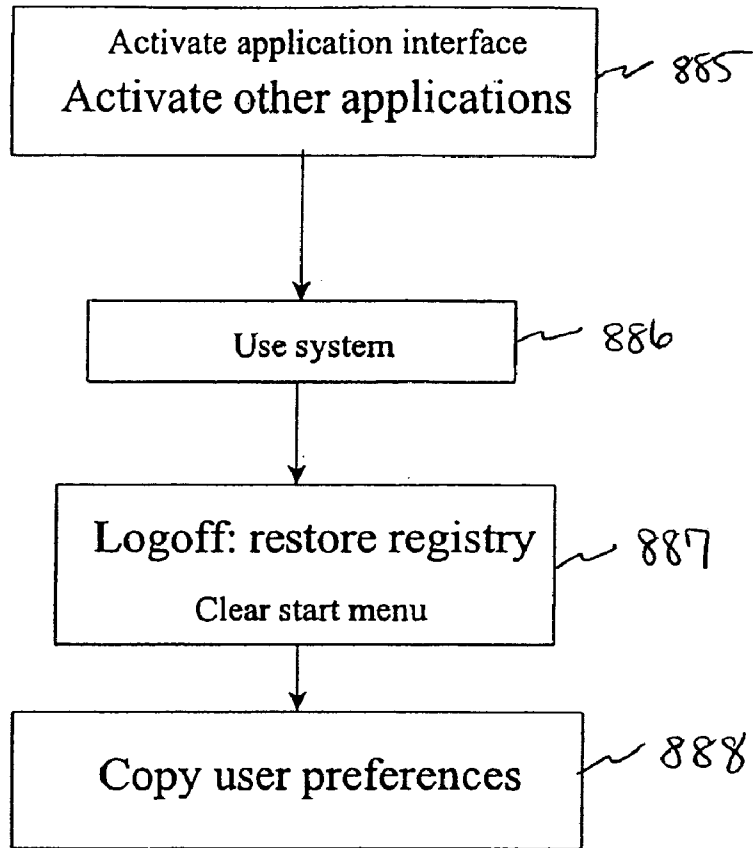 Activate application interface
Activate other applications
885
Use system
886
Logoff: restore registry
Clear start menu
887
Copy user preferences
888